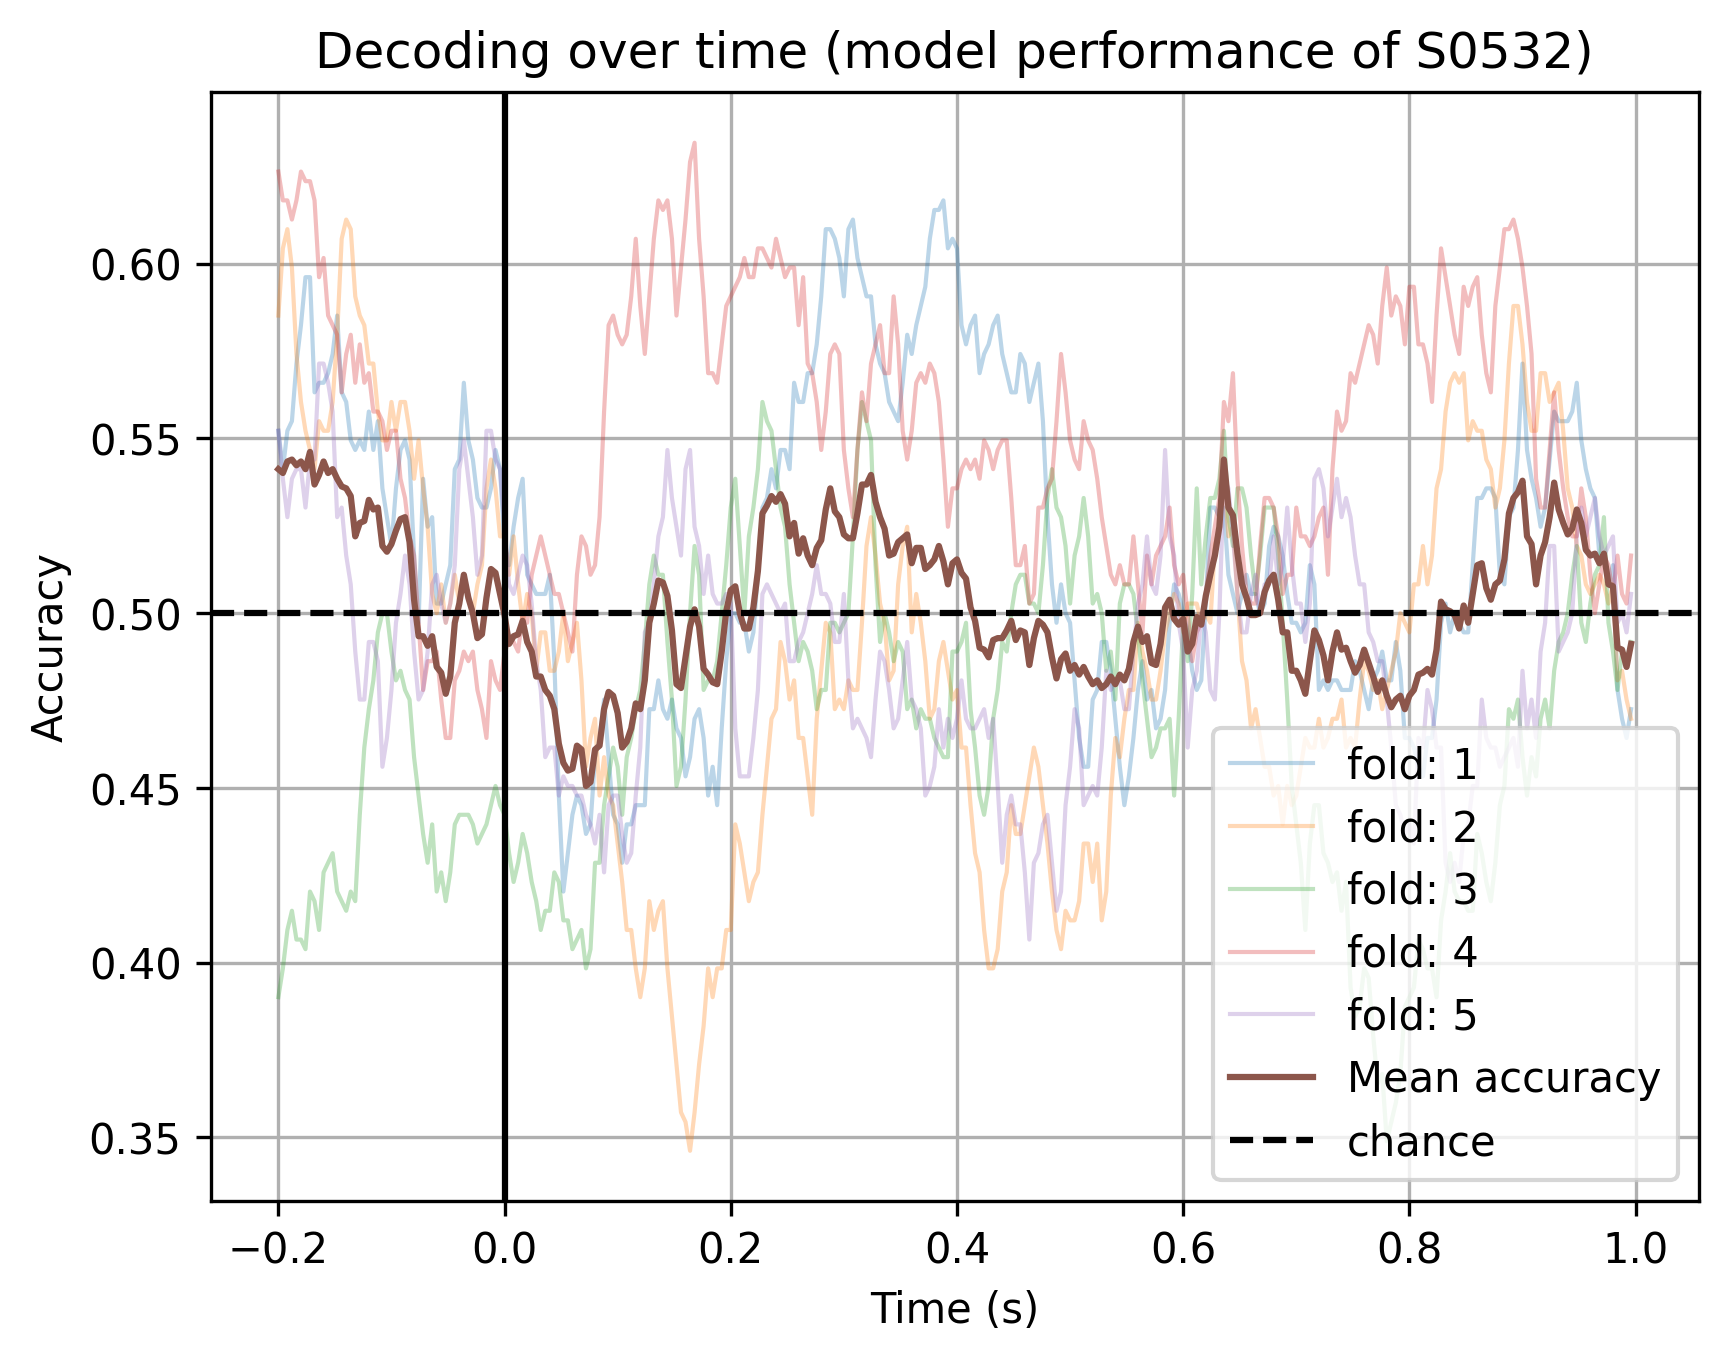 Decoding over time (model performance of S0532)
Accuracy
0.60
0.55
0.50
0.45
0.40
0.35
−0.2
0.0
0.2
0.4
0.6
0.8
1.0
Time (s)
fold: 1
fold: 2
fold: 3
fold: 4
fold: 5
Mean accuracy
chance